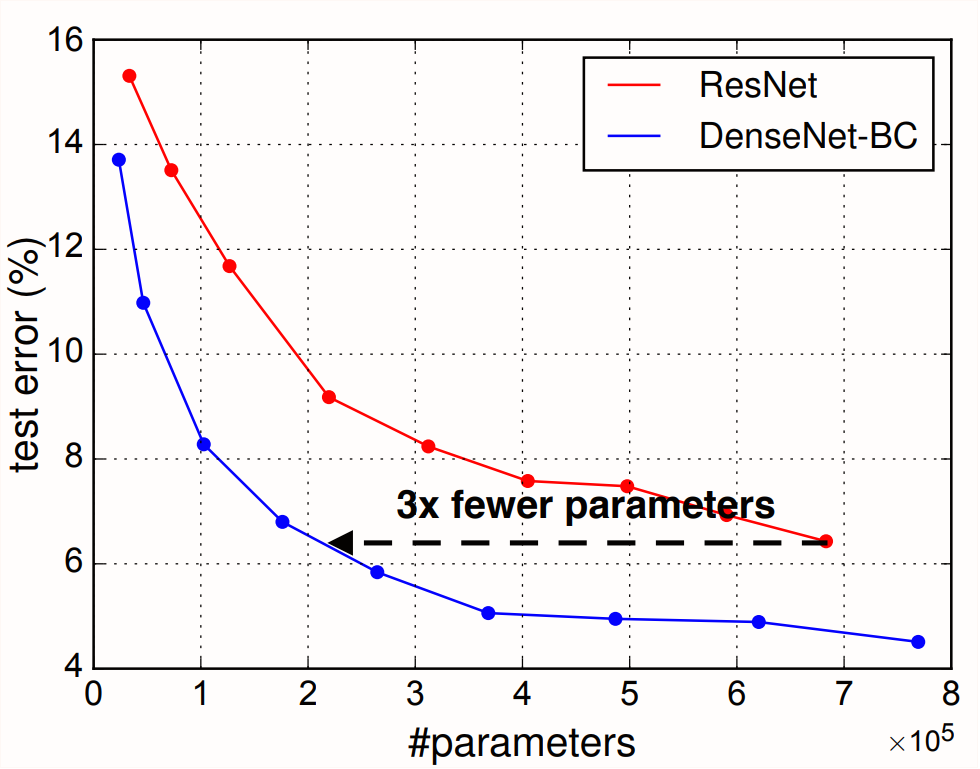 16
14
12
10
8
6
4
test error (%)
ResNet
DenseNet-BC
3x fewer parameters
0 1 2 3 4 5 6 7 8
#parameters
×10⁵